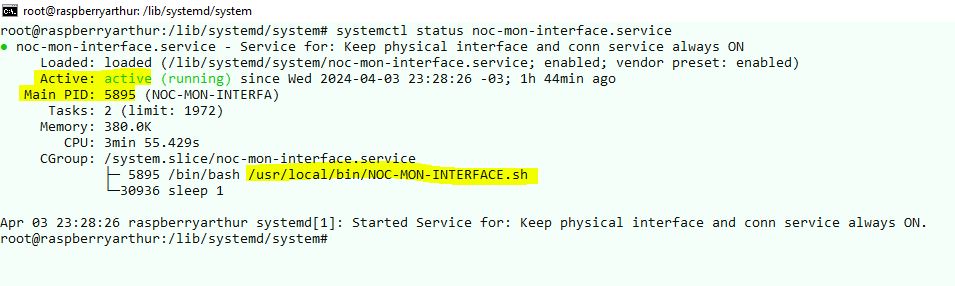 root@raspberryarthur: /lib/systemd/system
root@raspberryarthur:/lib/systemd/system# systemctl status noc-mon-interface.service
● noc-mon-interface.service - Service for: Keep physical interface and conn service always ON
Loaded: loaded (/lib/systemd/system/noc-mon-interface.service; enabled; vendor preset: enabled)
Active: active (running) since Wed 2024-04-03 23:28:26 -03; 1h 44min ago
Main PID: 5895 (NOC-MON-INTERFA)
Tasks: 2 (limit: 1972)
Memory: 380.0K
CPU: 3min 55.429s
CGroup: /system.slice/noc-mon-interface.service
├─ 5895 /bin/bash /usr/local/bin/NOC-MON-INTERFACE.sh
└─30936 sleep 1
Apr 03 23:28:26 raspberryarthur systemd[1]: Started Service for: Keep physical interface and conn service always ON.
root@raspberryarthur:/lib/systemd/system#